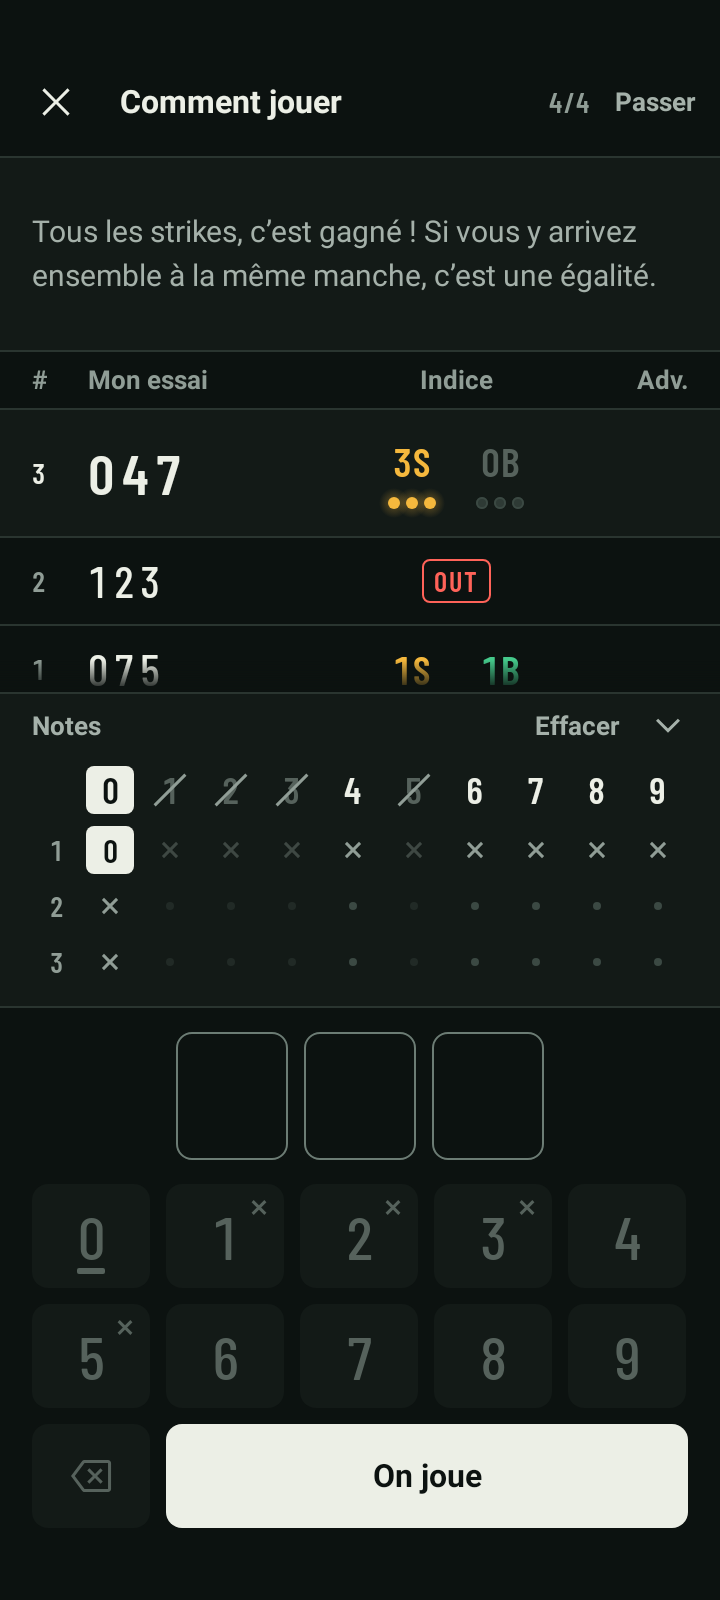 Comment jouer 4/4 Passer
Tous les strikes, c’est gagné ! Si vous y arrivez
ensemble à la même manche, c’est une égalité.
# Mon essai Indice Adv.
3 047 3S 0B
2 123 OUT
1 075 1S 1B
Notes Effacer
0 1 2 3 4 5 6 7 8 9
1 0
2
3
0 1 2 3 4
5 6 7 8 9
On joue